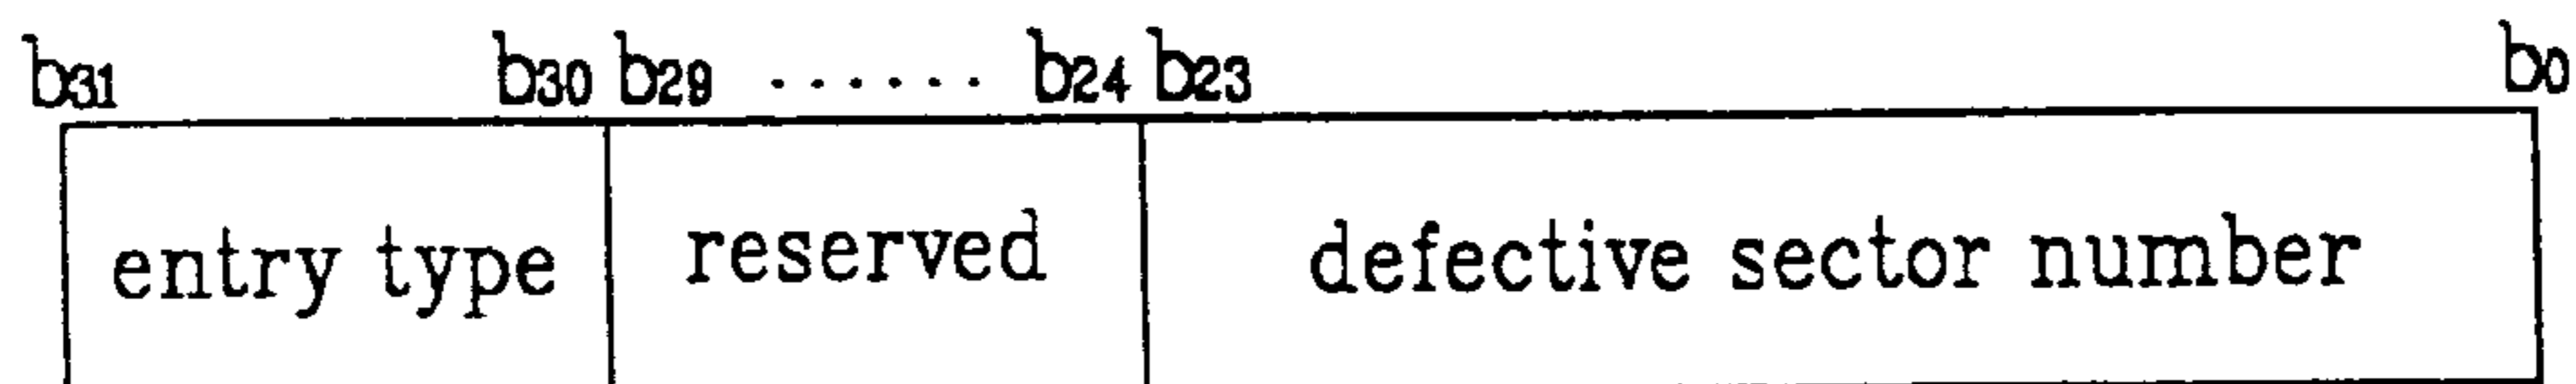 b31 b30 b29 ...... b24 b23 b0
entry type reserved defective sector number